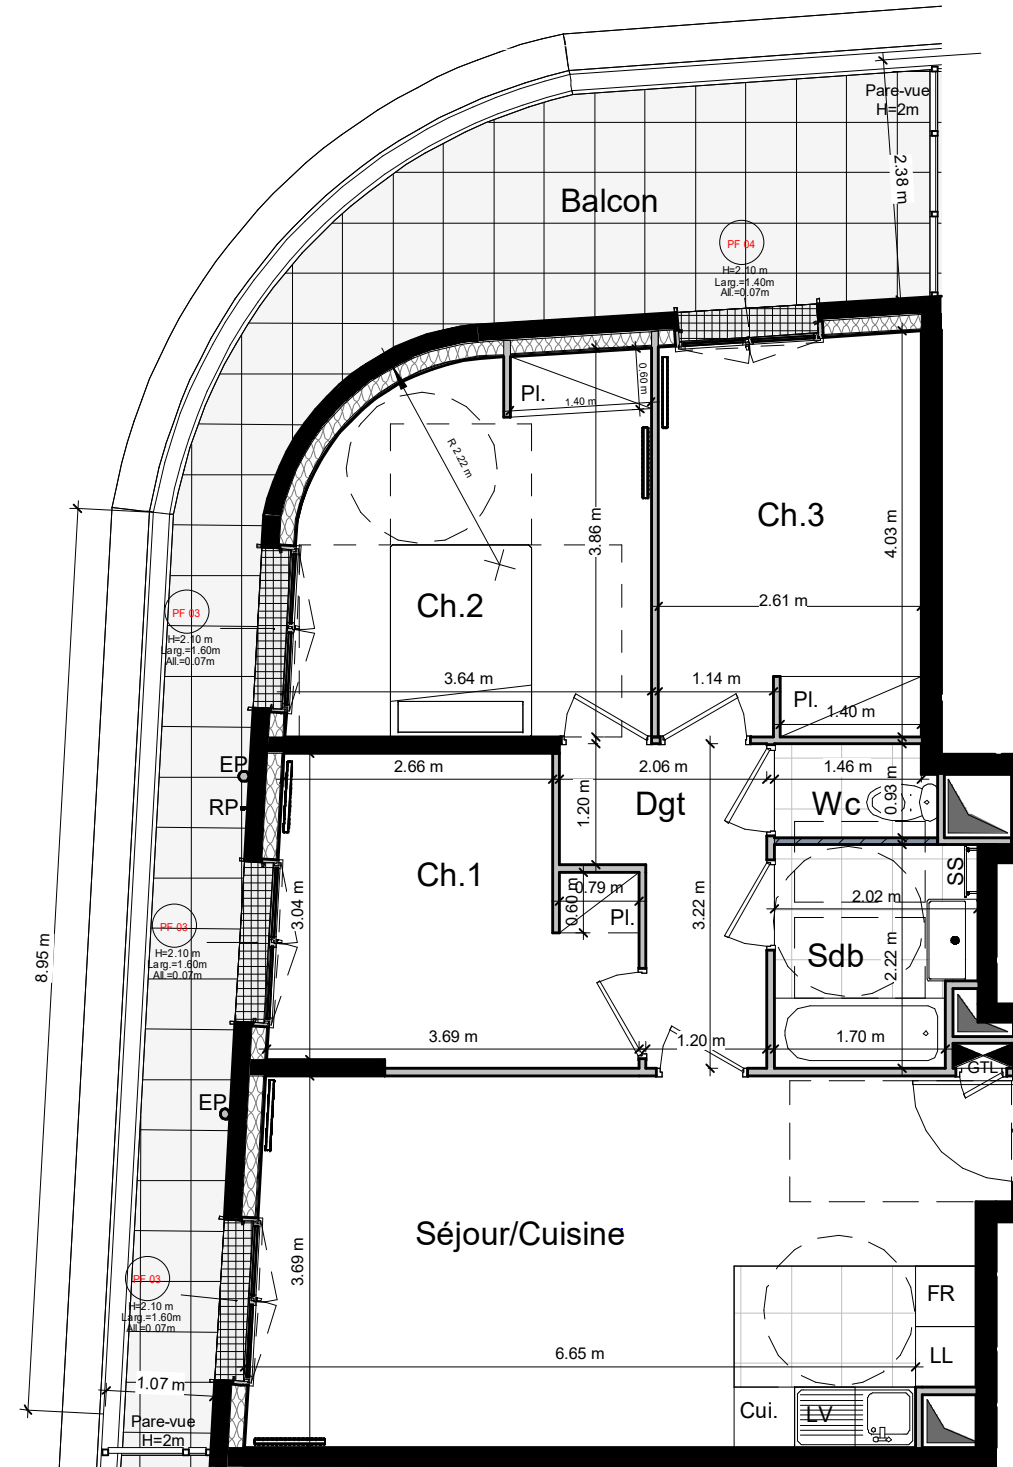 Pare-vue
H=2m
2.38 m
Balcon
PF 04
H=2.10 m
Larg.=1.40m
All.=0.07m
Pl.
1.40 m
0.60 m
R 2.22 m
Ch.3
3.86 m
4.03 m
Ch.2
2.61 m
PF 03
H=2.10 m
Larg.=1.60m
All.=0.07m
3.64 m
1.14 m
Pl.
1.40 m
EP
2.66 m
2.06 m
1.46 m
RP
1.20 m
Dgt
Wc
0.93 m
Ch.1
0.79 m
0.60 m
Pl.
3.22 m
SS
2.02 m
3.04 m
PF 03
H=2.10 m
Larg.=1.60m
All.=0.07m
8.95 m
Sdb
2.22 m
3.69 m
1.20 m
1.70 m
GTL
EP
Séjour/Cuisine
3.69 m
PF 03
H=2.10 m
Larg.=1.60m
All.=0.07m
FR
6.65 m
LL
1.07 m
Cui.
LV
Pare-vue
H=2m